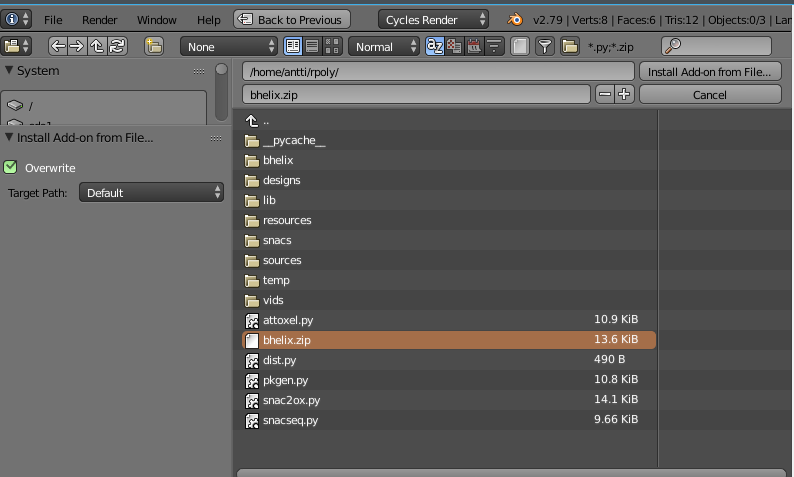 File Render Window Help Back to Previous Cycles Render v2.79 | Verts:8 | Faces:6 | Tris:12 | Objects:0/3 | Lam
None Normal *.py;*.zip
System
/
/home/antti/rpoly/ Install Add-on from File...
bhelix.zip Cancel
Install Add-on from File...
Overwrite
Target Path: Default
..
__pycache__
bhelix
designs
lib
resources
snacs
sources
temp
vids
attoxel.py 10.9 KiB
bhelix.zip 13.6 KiB
dist.py 490 B
pkgen.py 10.8 KiB
snac2ox.py 14.1 KiB
snacseq.py 9.66 KiB